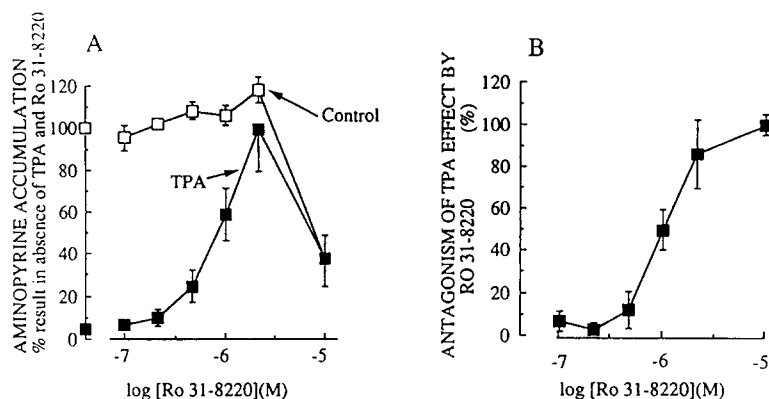 A
AMINOPYRINE ACCUMULATION
% result in absence of TPA and Ro 31-8220
120
100
80
60
40
20
0
Control
TPA
-7
-6
-5
log [Ro 31-8220](M)
B
ANTAGONISM OF TPA EFFECT BY
RO 31-8220 (%)
120
100
80
60
40
20
0
-7
-6
-5
log [Ro 31-8220](M)